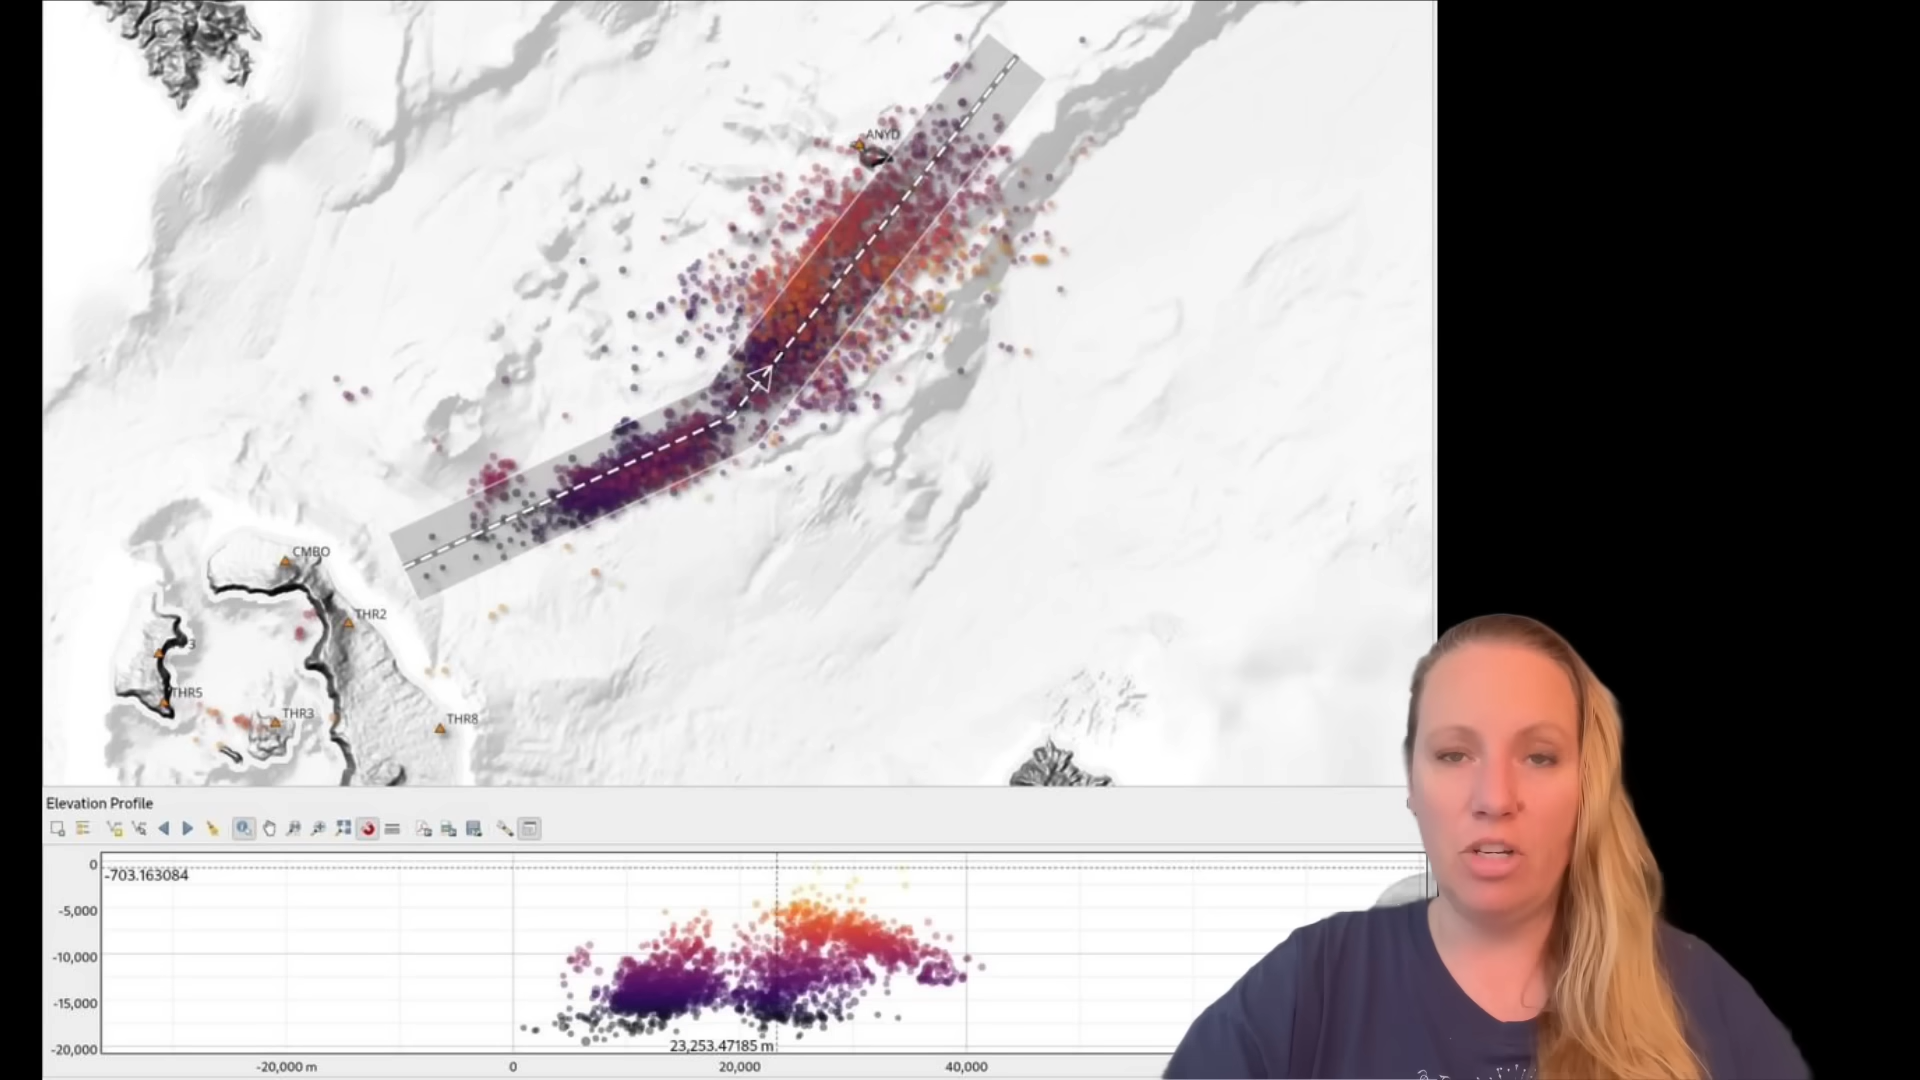 ANYD
CMBO
THR2
3
THR5
THR3
THR8
Elevation Profile
0
-703.163084
-5,000
-10,000
-15,000
-20,000
23,253.47185 m
-20,000 m
0
20,000
40,000